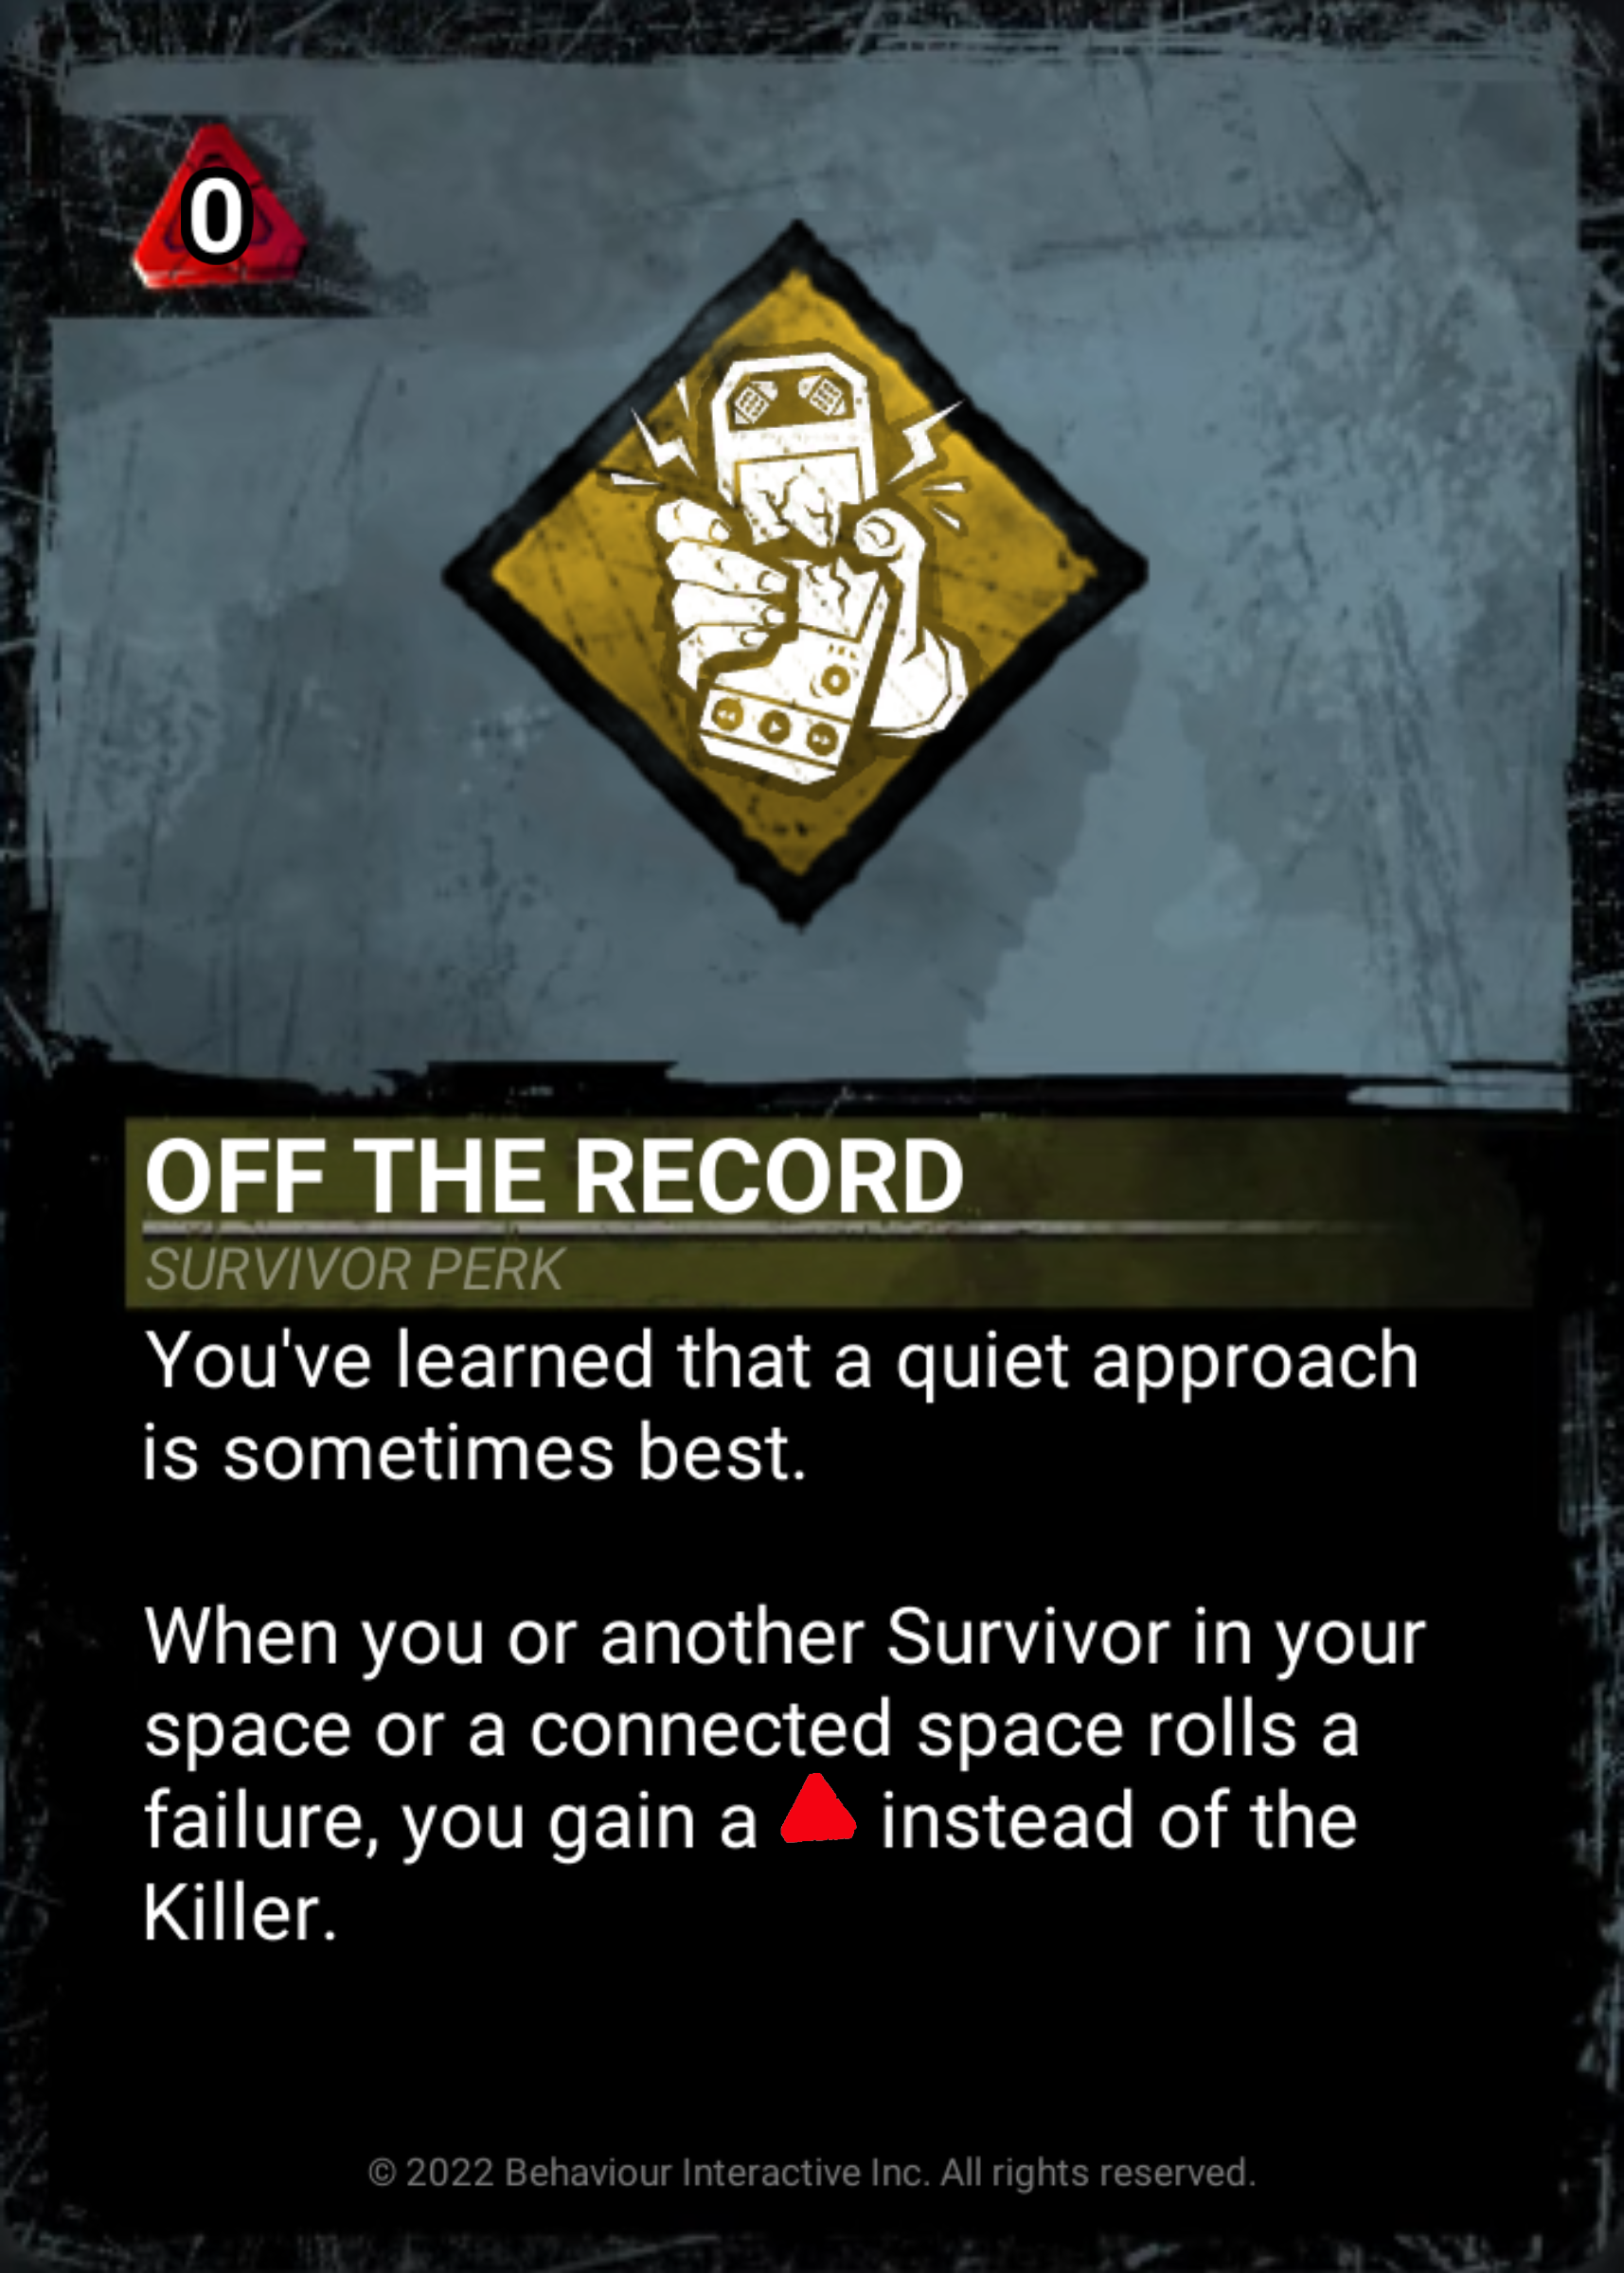 0
OFF THE RECORD
SURVIVOR PERK
You've learned that a quiet approach
is sometimes best.
When you or another Survivor in your
space or a connected space rolls a
failure, you gain a instead of the
Killer.
© 2022 Behaviour Interactive Inc. All rights reserved.